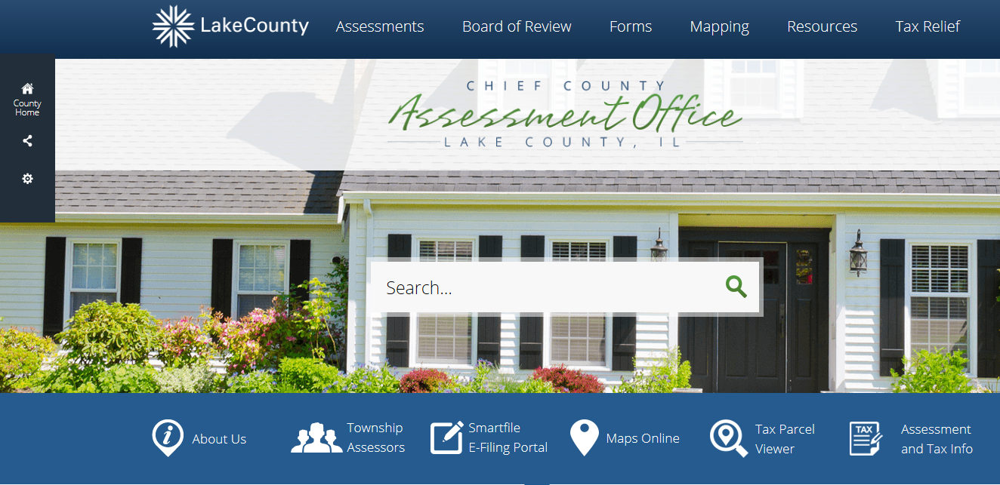 LakeCounty
Assessments
Board of Review
Forms
Mapping
Resources
Tax Relief
County
Home
CHIEF COUNTY
Assessment Office
LAKE COUNTY, IL
Search...
About Us
Township
Assessors
Smartfile
E-Filing Portal
Maps Online
Tax Parcel
Viewer
TAX
Assessment
and Tax Info